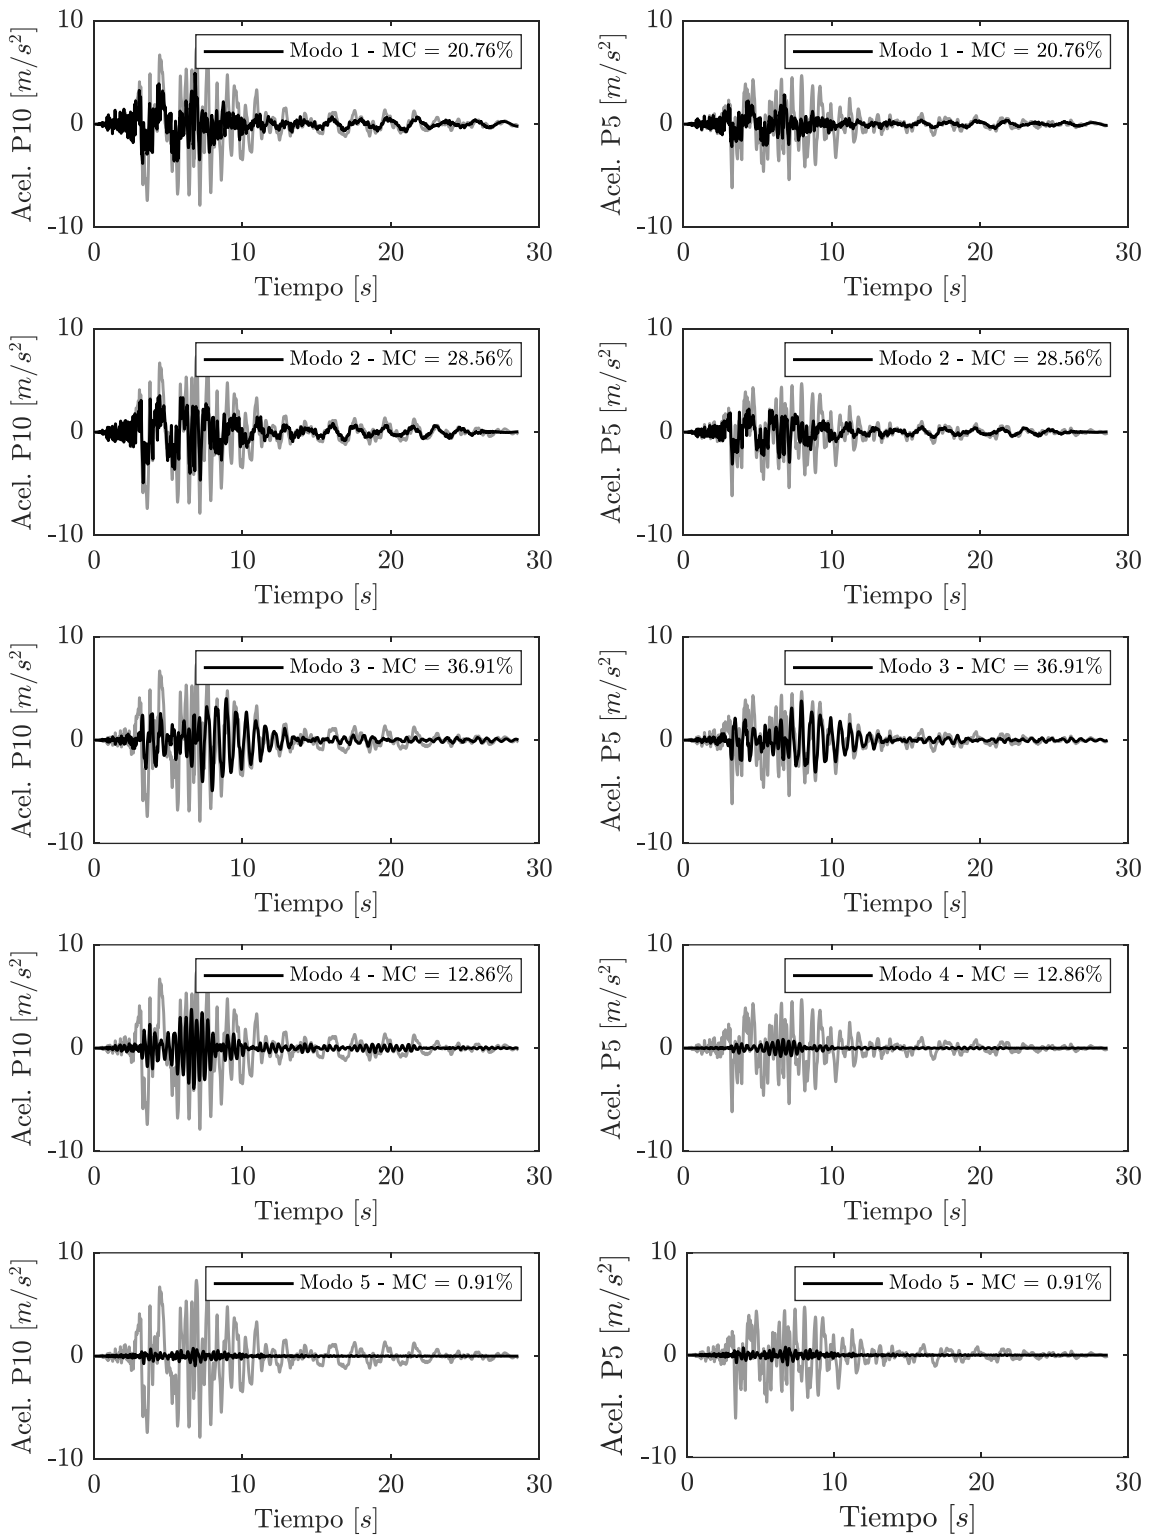 10
0
-10
Acel. P10 [m/s²]
Modo 1 - MC = 20.76%
0 10 20 30
Tiempo [s]
10
0
-10
Acel. P5 [m/s²]
Modo 1 - MC = 20.76%
0 10 20 30
Tiempo [s]
10
0
-10
Acel. P10 [m/s²]
Modo 2 - MC = 28.56%
0 10 20 30
Tiempo [s]
10
0
-10
Acel. P5 [m/s²]
Modo 2 - MC = 28.56%
0 10 20 30
Tiempo [s]
10
0
-10
Acel. P10 [m/s²]
Modo 3 - MC = 36.91%
0 10 20 30
Tiempo [s]
10
0
-10
Acel. P5 [m/s²]
Modo 3 - MC = 36.91%
0 10 20 30
Tiempo [s]
10
0
-10
Acel. P10 [m/s²]
Modo 4 - MC = 12.86%
0 10 20 30
Tiempo [s]
10
0
-10
Acel. P5 [m/s²]
Modo 4 - MC = 12.86%
0 10 20 30
Tiempo [s]
10
0
-10
Acel. P10 [m/s²]
Modo 5 - MC = 0.91%
0 10 20 30
Tiempo [s]
10
0
-10
Acel. P5 [m/s²]
Modo 5 - MC = 0.91%
0 10 20 30
Tiempo [s]